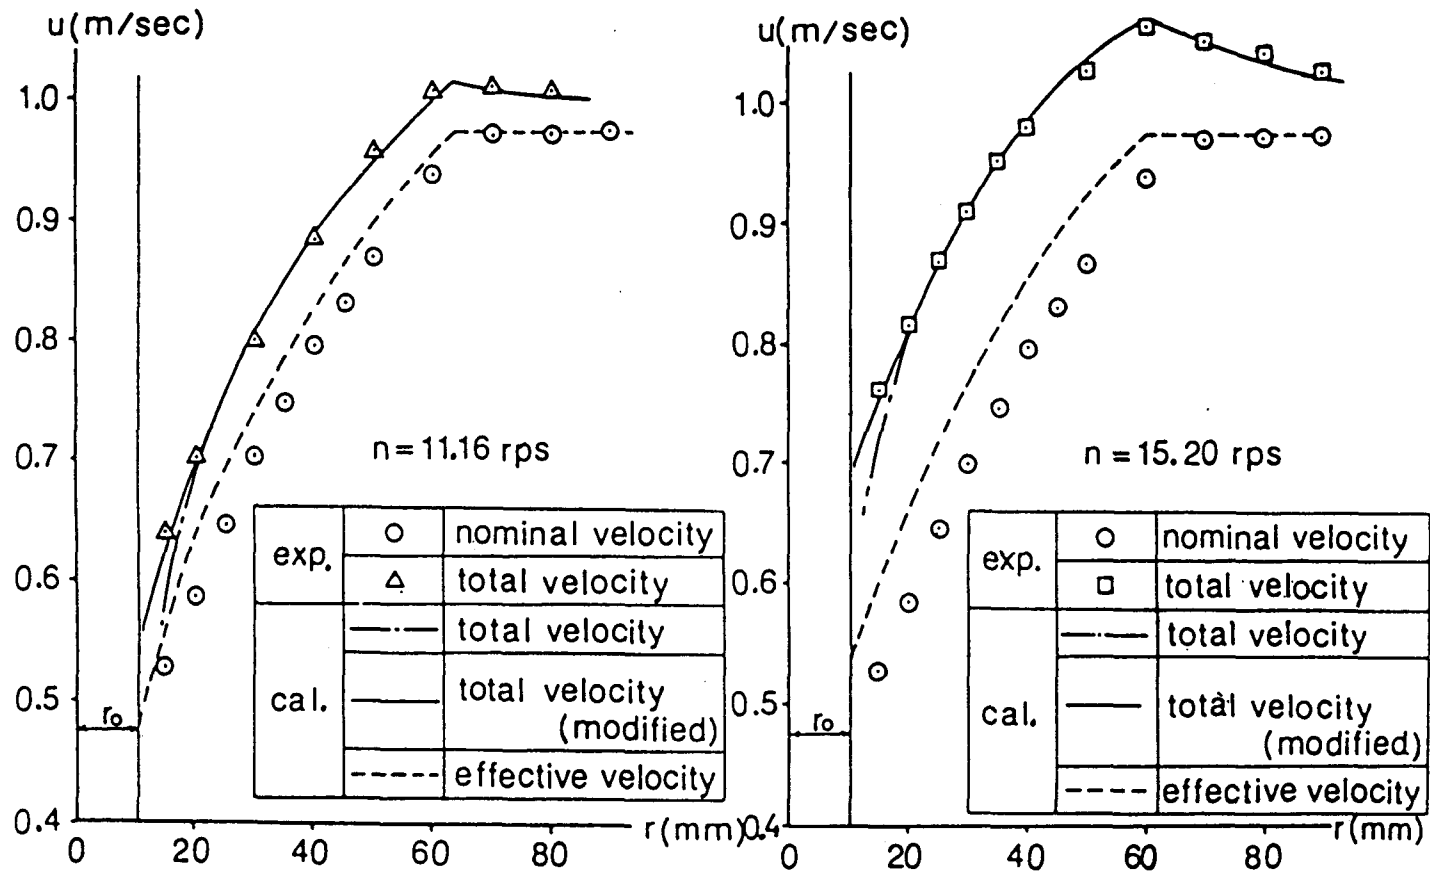 u(m/sec)
1.0
0.9
0.8
0.7
0.6
0.5
0.4
0
20
40
60
80
r(mm)
ro
n=11.16 rps
exp.
nominal velocity
total velocity
cal.
total velocity
total velocity
(modified)
effective velocity
u(m/sec)
1.0
0.9
0.8
0.7
0.6
0.5
0.4
0
20
40
60
80
r(mm)
ro
n=15.20 rps
exp.
nominal velocity
total velocity
cal.
total velocity
total velocity
(modified)
effective velocity